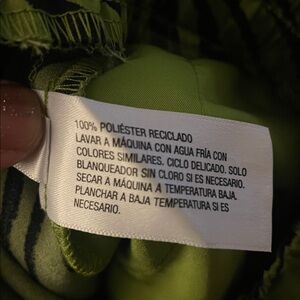 100% POLIÉSTER RECICLADO
LAVAR A MÁQUINA CON AGUA FRÍA CON
COLORES SIMILARES. CICLO DELICADO. SOLO
BLANQUEADOR SIN CLORO SI ES NECESARIO.
SECAR A MÁQUINA A TEMPERATURA BAJA.
PLANCHAR A BAJA TEMPERATURA SI ES
NECESARIO.